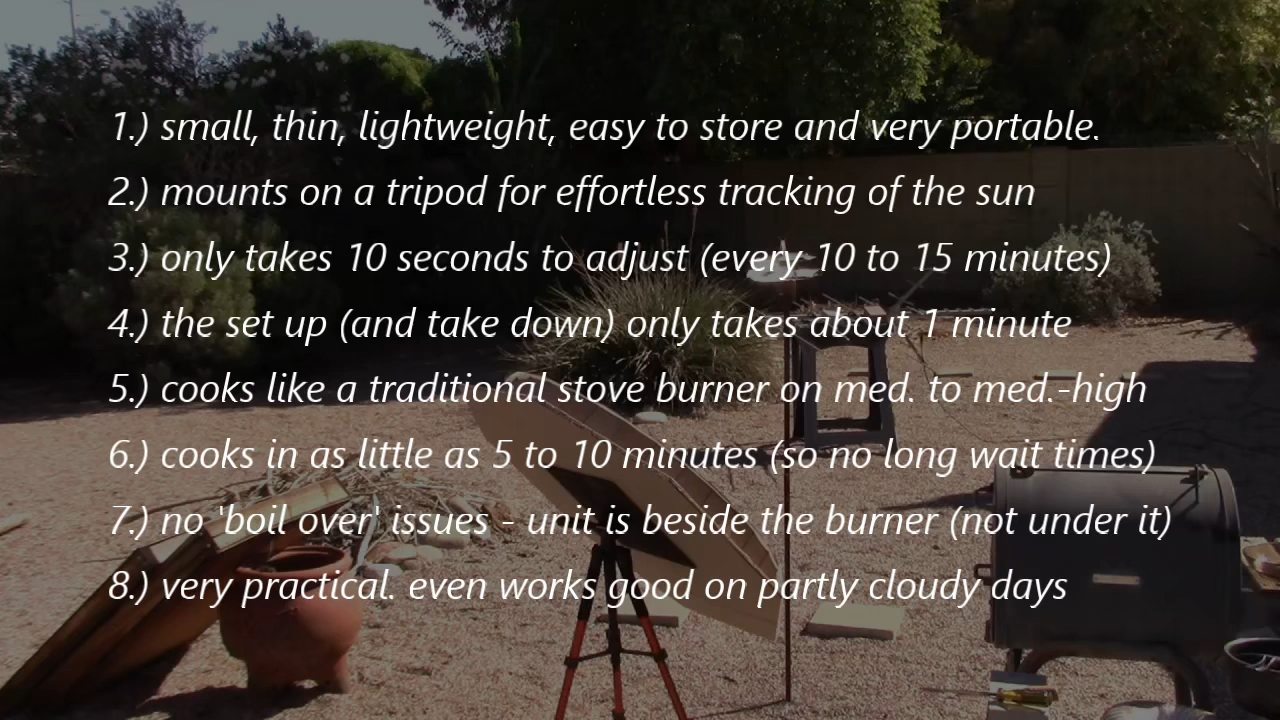 1.) small, thin, lightweight, easy to store and very portable.
2.) mounts on a tripod for effortless tracking of the sun
3.) only takes 10 seconds to adjust (every 10 to 15 minutes)
4.) the set up (and take down) only takes about 1 minute
5.) cooks like a traditional stove burner on med. to med.-high
6.) cooks in as little as 5 to 10 minutes (so no long wait times)
7.) no 'boil over' issues - unit is beside the burner (not under it)
8.) very practical. even works good on partly cloudy days